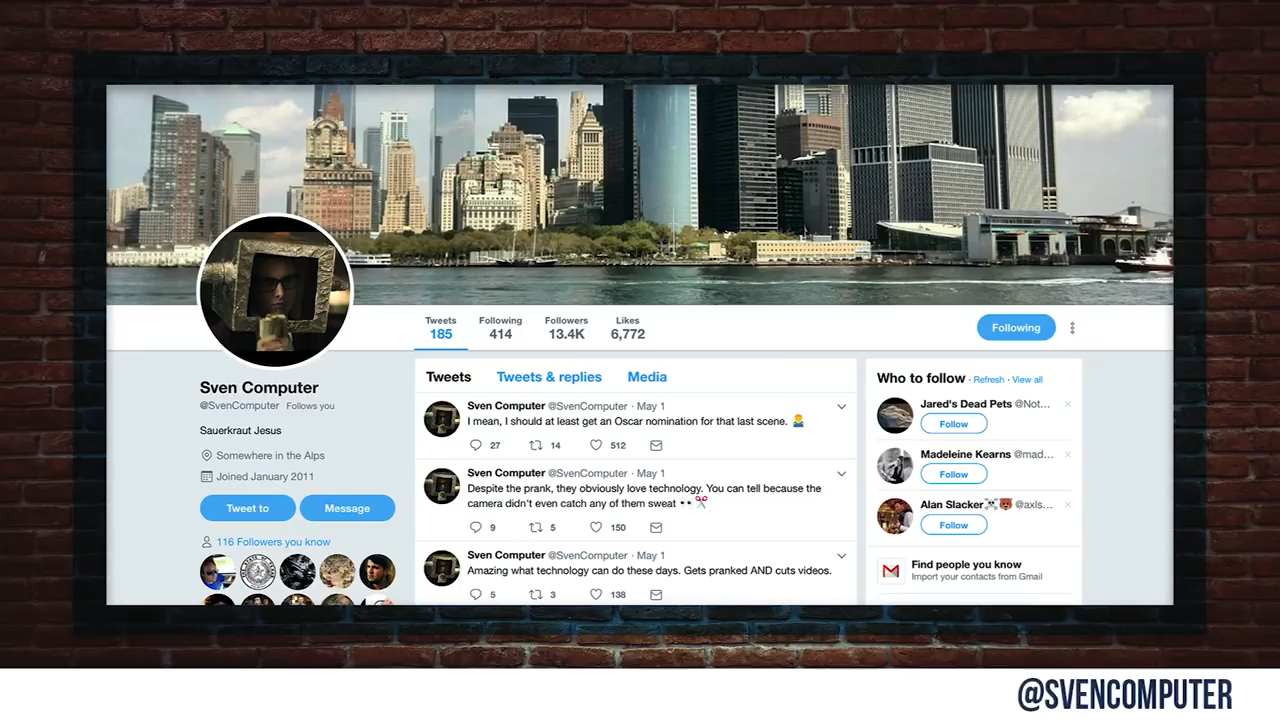 Tweets
185
Following
414
Followers
13.4K
Likes
6,772
Following
Sven Computer
@SvenComputer Follows you
Sauerkraut Jesus
Somewhere in the Alps
Joined January 2011
Tweet to
Message
116 Followers you know
Tweets Tweets & replies Media
Sven Computer @SvenComputer · May 1
I mean, I should at least get an Oscar nomination for that last scene. 🤷‍♂️
27 14 512
Sven Computer @SvenComputer · May 1
Despite the prank, they obviously love technology. You can tell because the
camera didn't even catch any of them sweat 👀 ✂️
9 5 150
Sven Computer @SvenComputer · May 1
Amazing what technology can do these days. Gets pranked AND cuts videos.
5 3 138
Who to follow · Refresh · View all
Jared's Dead Pets @Not...
Follow
Madeleine Kearns @mad...
Follow
Alan Slacker☠️🐻 @axls...
Follow
Find people you know
Import your contacts from Gmail
@SVENCOMPUTER